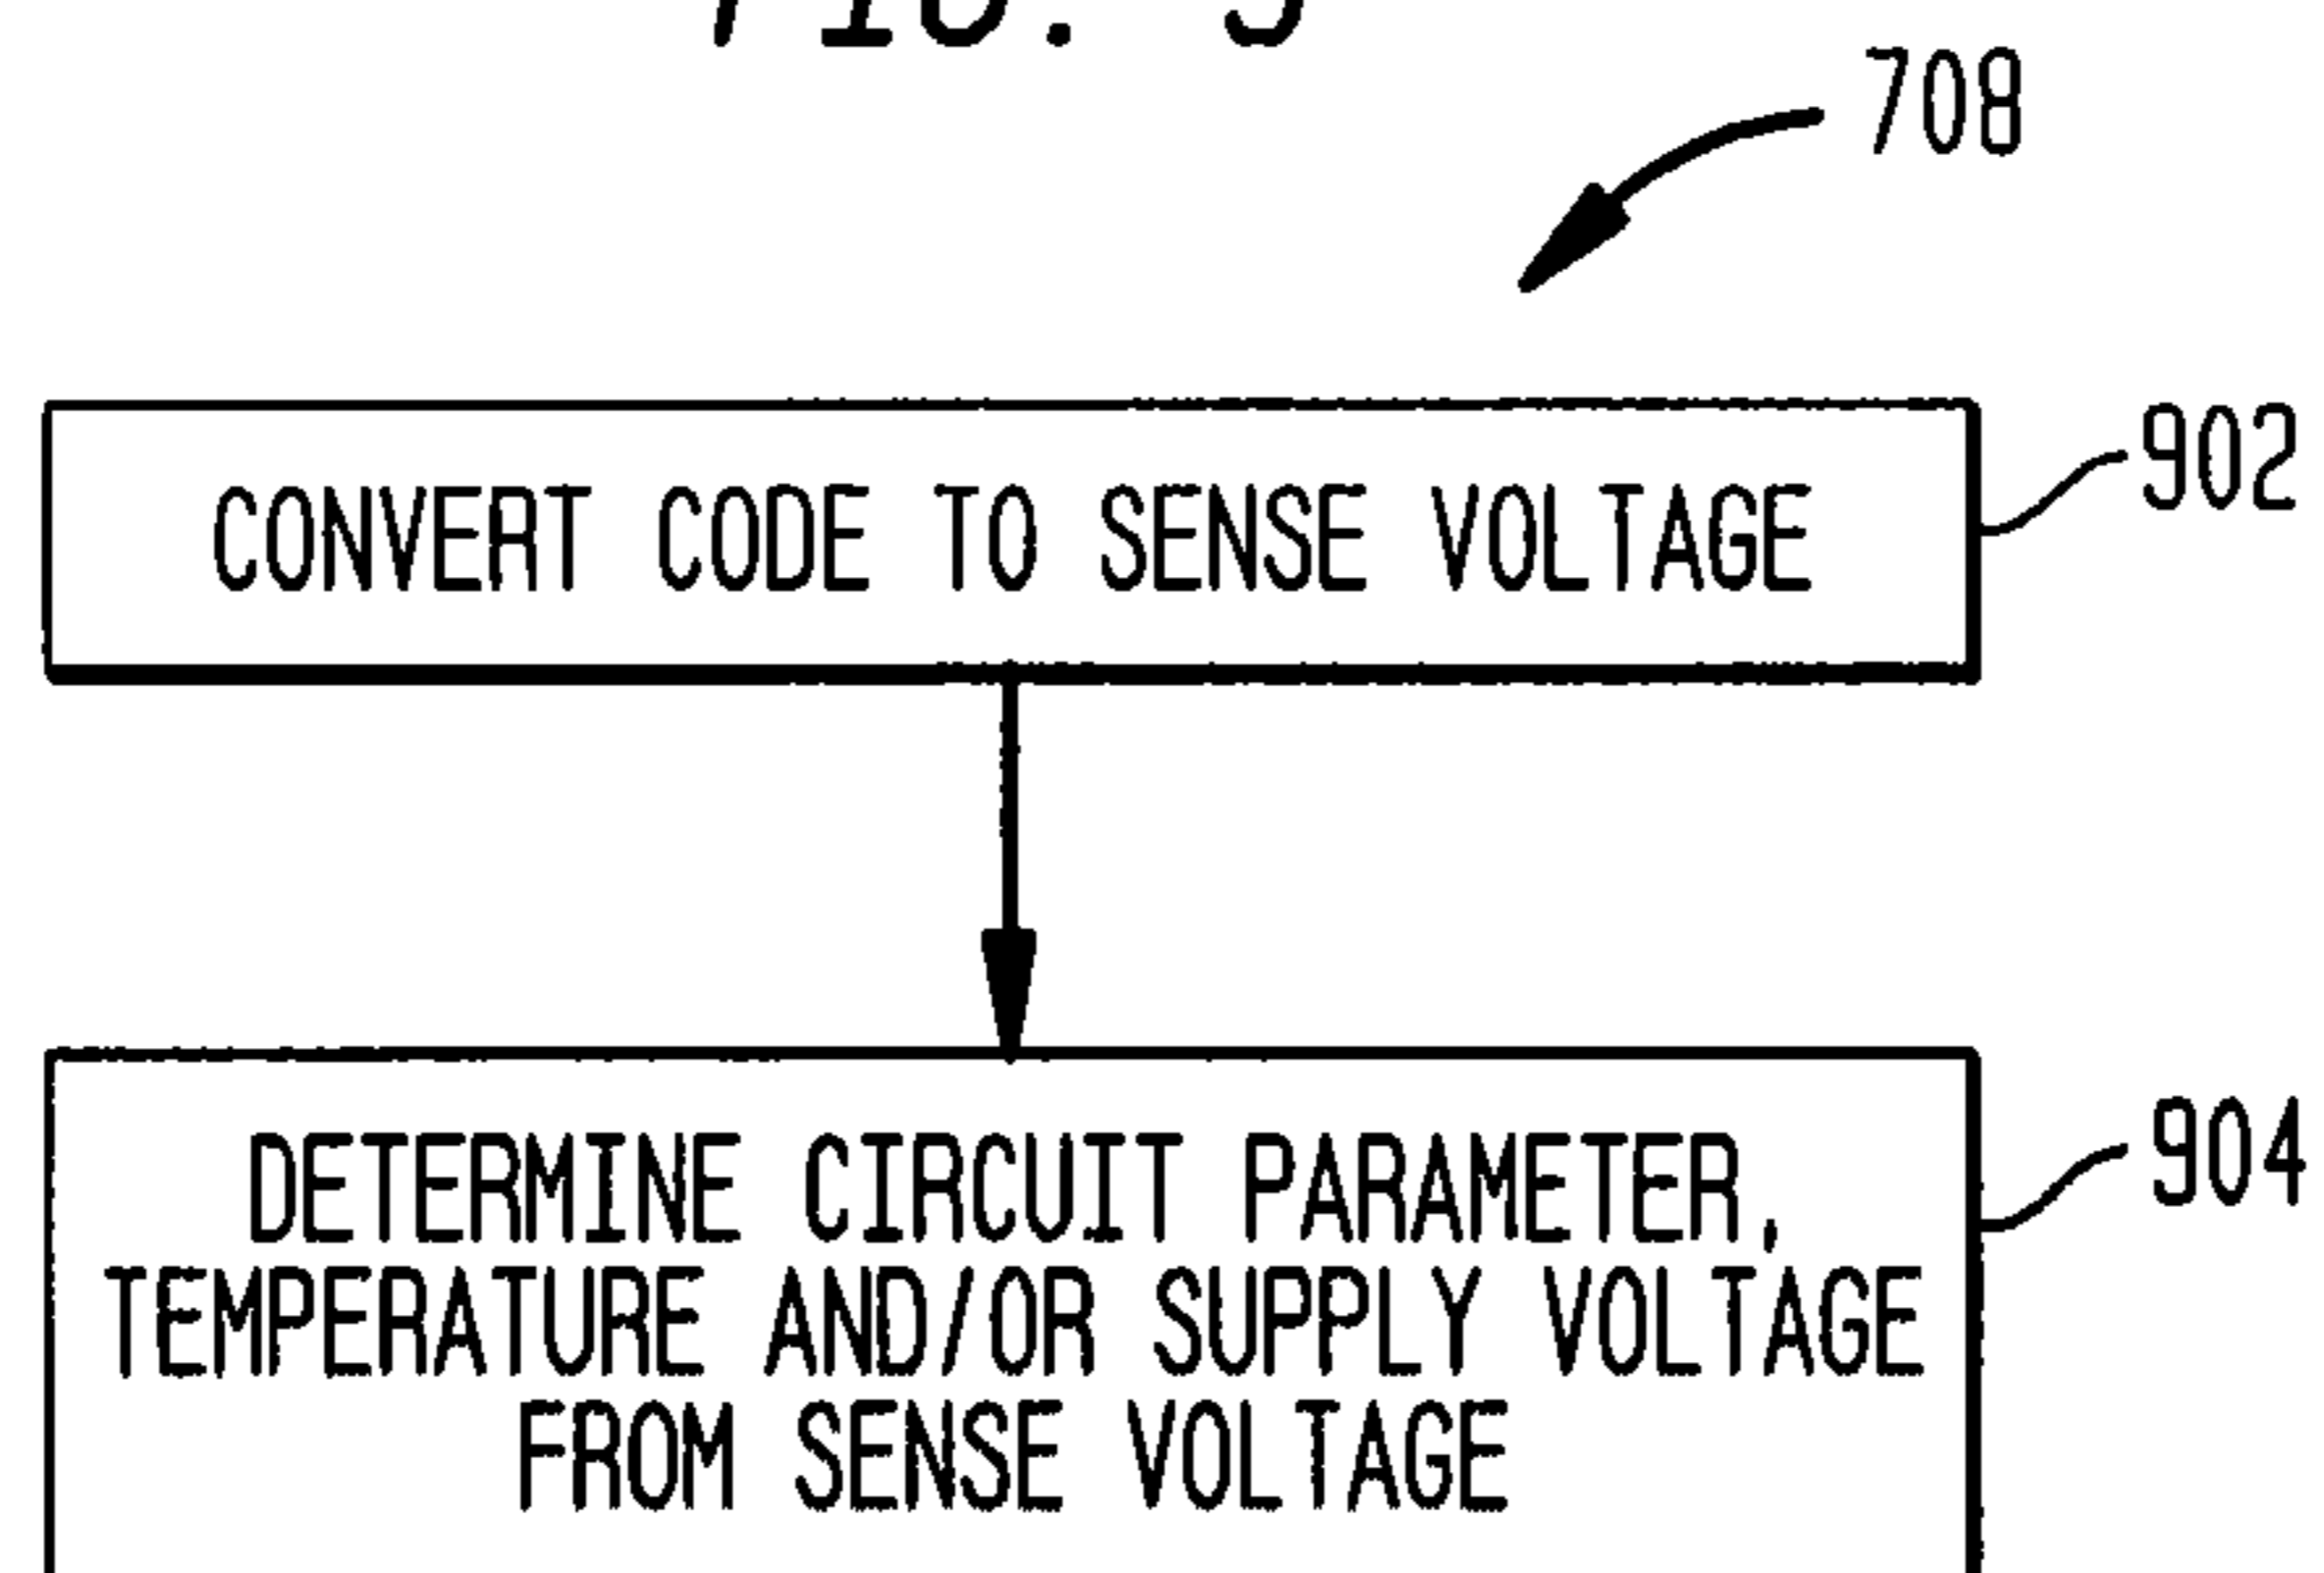 708
CONVERT CODE TO SENSE VOLTAGE
902
DETERMINE CIRCUIT PARAMETER,
TEMPERATURE AND/OR SUPPLY VOLTAGE
FROM SENSE VOLTAGE
904